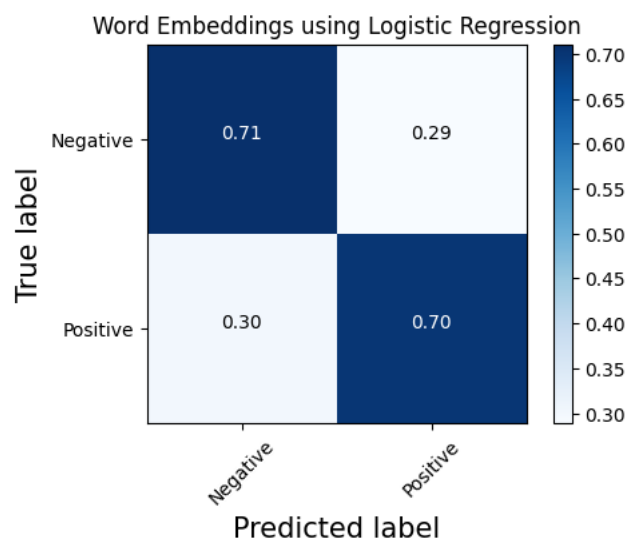 Word Embeddings using Logistic Regression
True label
Negative
0.71
0.29
Positive
0.30
0.70
Negative
Positive
Predicted label
0.70
0.65
0.60
0.55
0.50
0.45
0.40
0.35
0.30